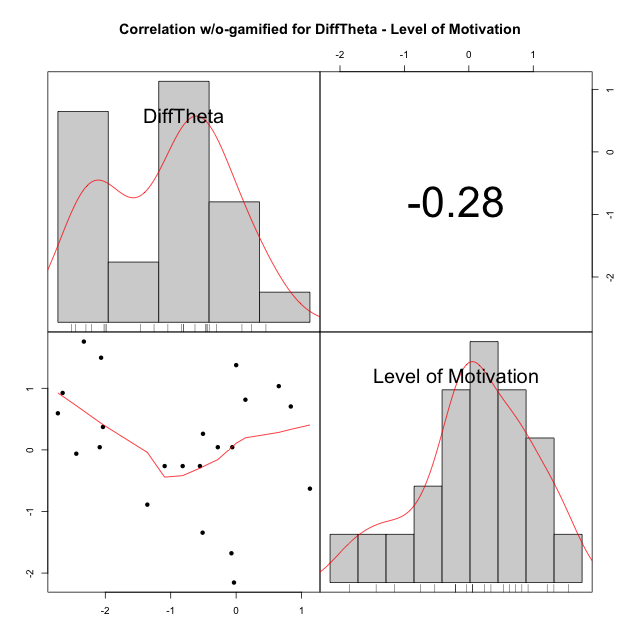 Correlation w/o-gamified for DiffTheta - Level of Motivation
-2 -1 0 1
DiffTheta
-0.28
1
0
-1
-2
Level of Motivation
1
0
-1
-2
-2 -1 0 1